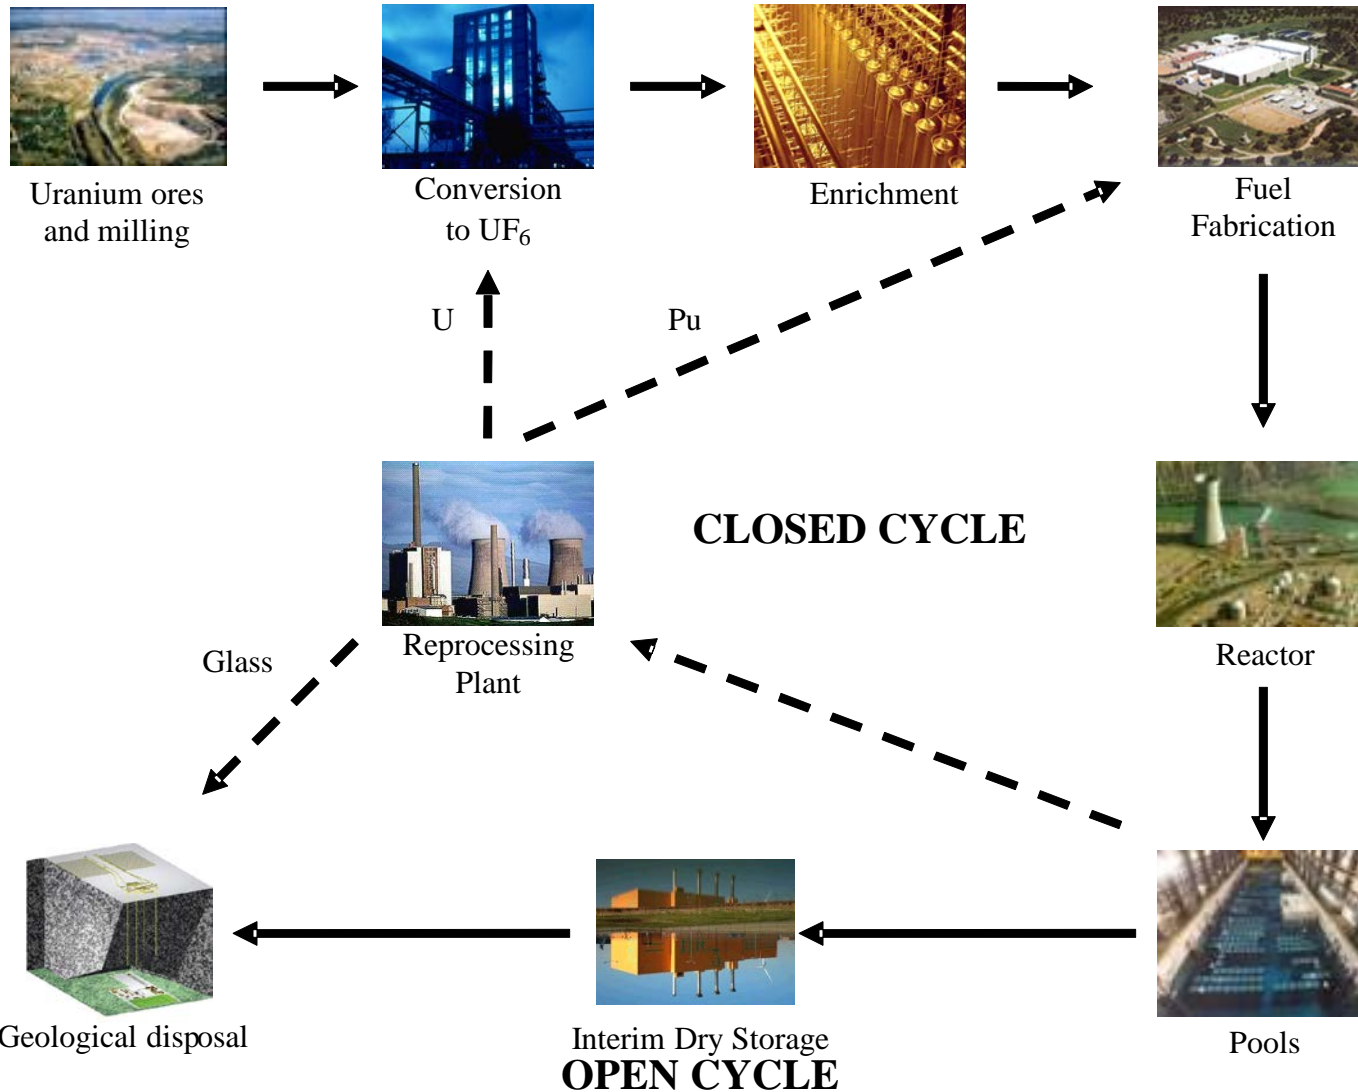 Uranium ores
and milling
Conversion
to UF₆
Enrichment
Fuel
Fabrication
U
Pu
CLOSED CYCLE
Reprocessing
Plant
Reactor
Glass
Geological disposal
Interim Dry Storage
Pools
OPEN CYCLE